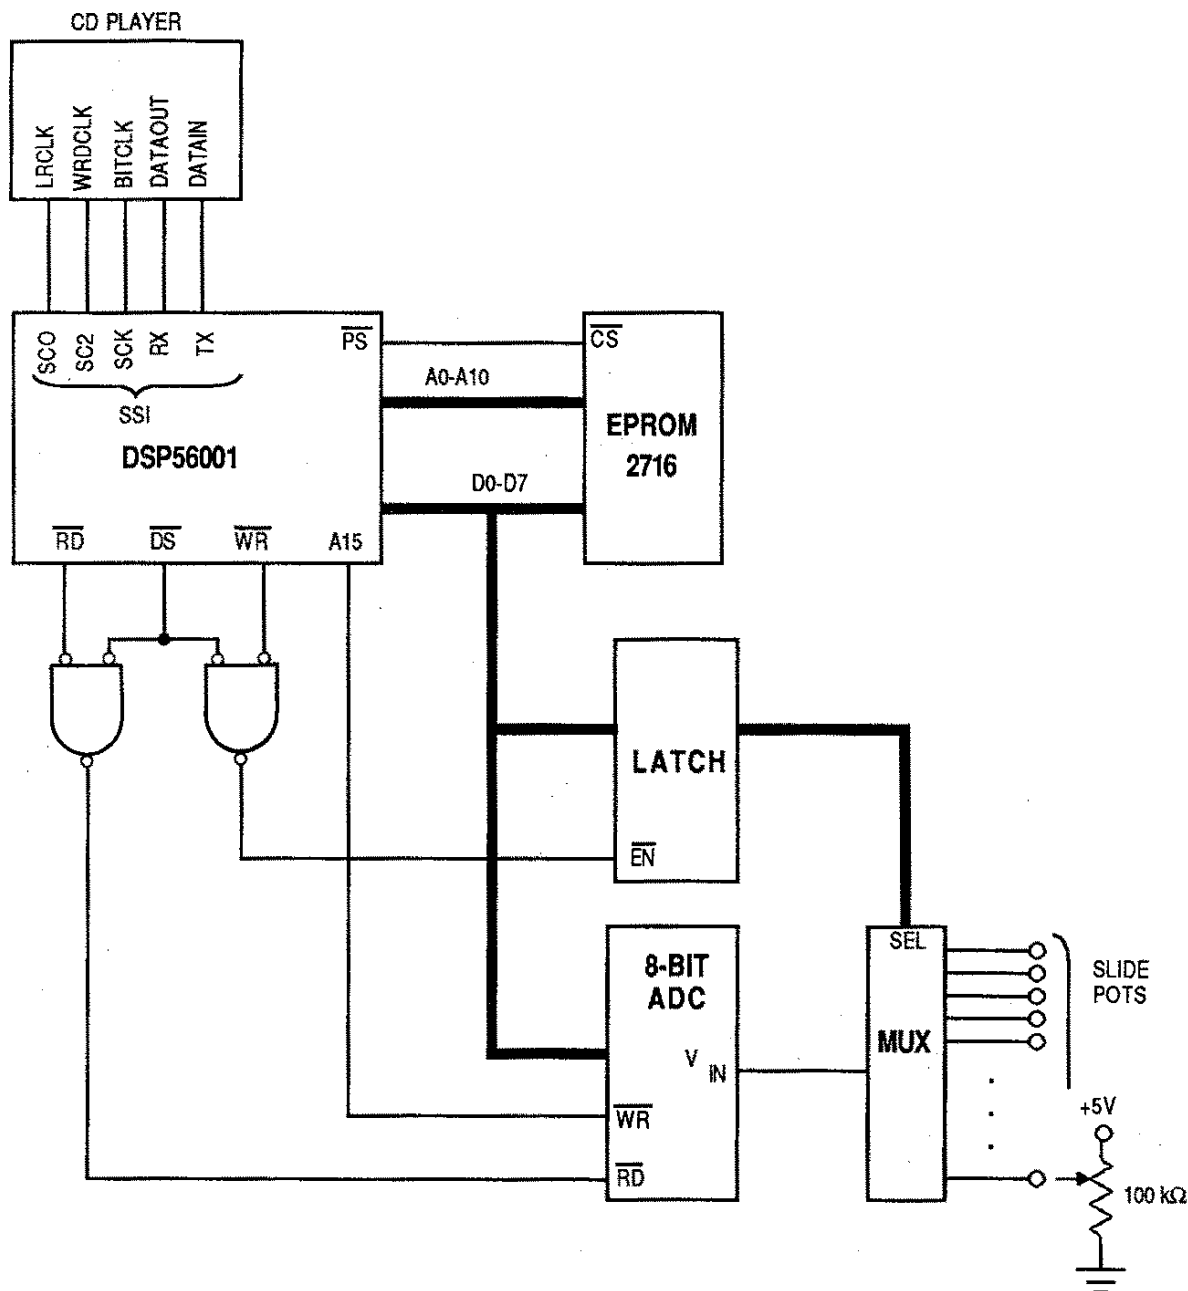 CD PLAYER
LRCLK
WRDCLK
BITCLK
DATAOUT
DATAIN
SCO
SC2
SCK
RX
TX
PS
CS
A0-A10
SSI
EPROM
2716
DSP56001
D0-D7
RD
DS
WR
A15
LATCH
EN
SEL
8-BIT
ADC
SLIDE
POTS
MUX
V IN
+5V
WR
RD
100 kΩ